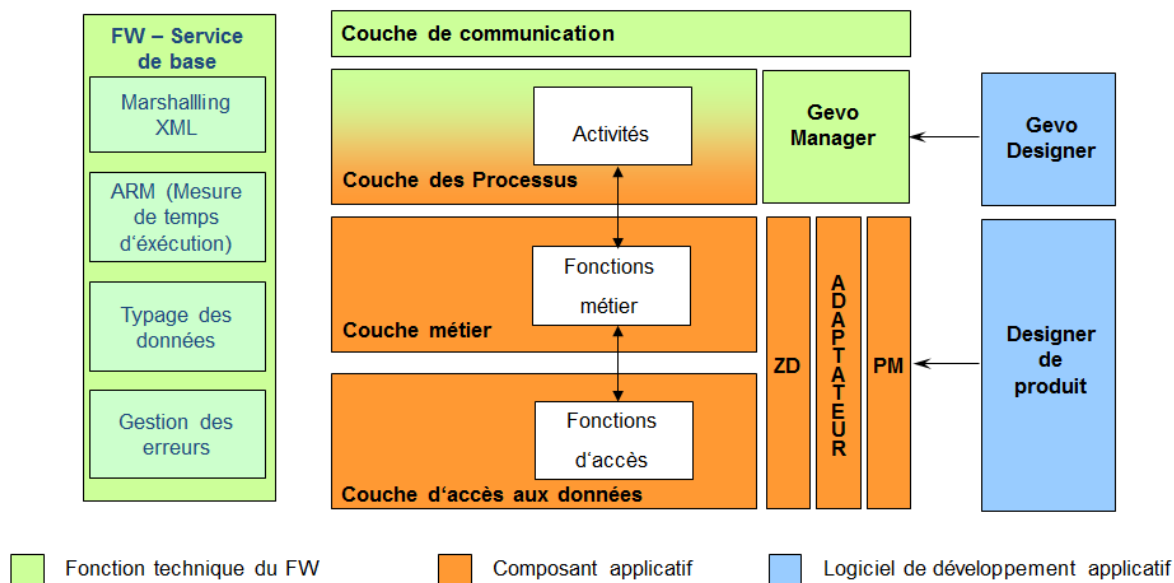 FW – Service
de base
Marshallling
XML
ARM (Mesure
de temps
d'éxécution)
Typage des
données
Gestion des
erreurs
Couche de communication
Activités
Couche des Processus
Gevo
Manager
Gevo
Designer
Fonctions
métier
Couche métier
Fonctions
d'accès
Couche d'accès aux données
ZD
ADAPTATEUR
PM
Designer
de
produit
Fonction technique du FW
Composant applicatif
Logiciel de développement applicatif